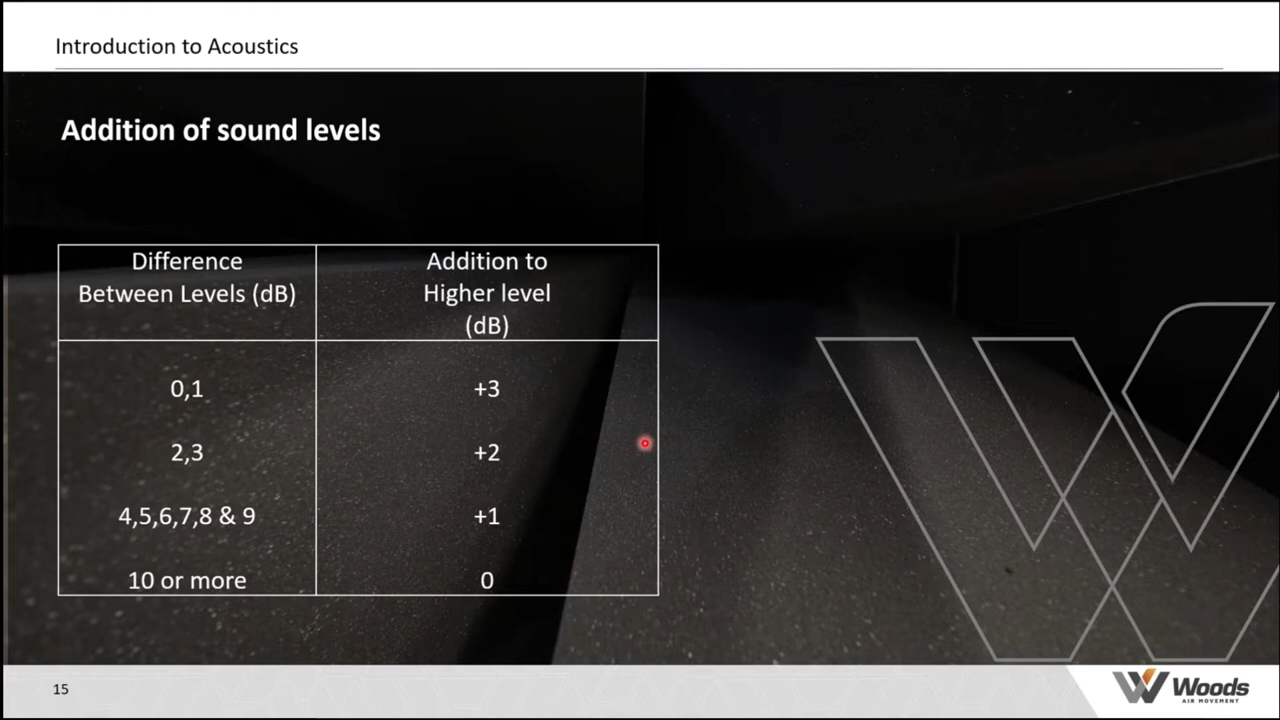 Introduction to Acoustics
Addition of sound levels
Difference
Between Levels (dB)
Addition to
Higher level
(dB)
0,1
+3
2,3
+2
4,5,6,7,8 & 9
+1
10 or more
0
15
Woods
AIR MOVEMENT